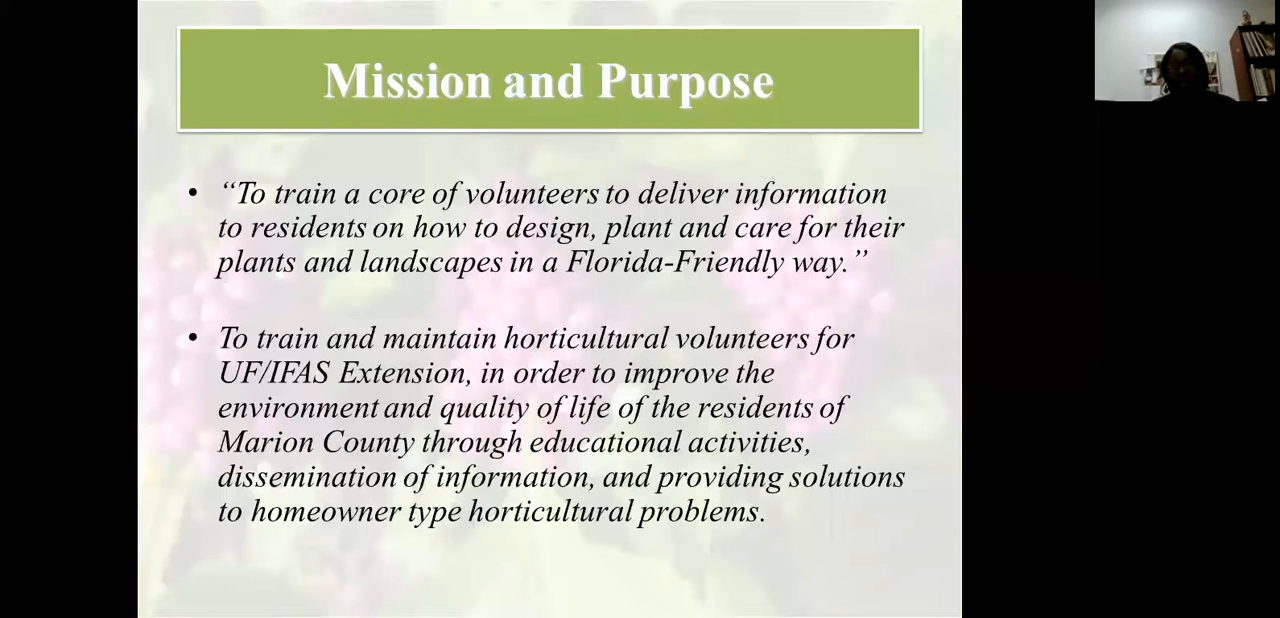 Mission and Purpose
• “To train a core of volunteers to deliver information
to residents on how to design, plant and care for their
plants and landscapes in a Florida-Friendly way.”
• To train and maintain horticultural volunteers for
UF/IFAS Extension, in order to improve the
environment and quality of life of the residents of
Marion County through educational activities,
dissemination of information, and providing solutions
to homeowner type horticultural problems.